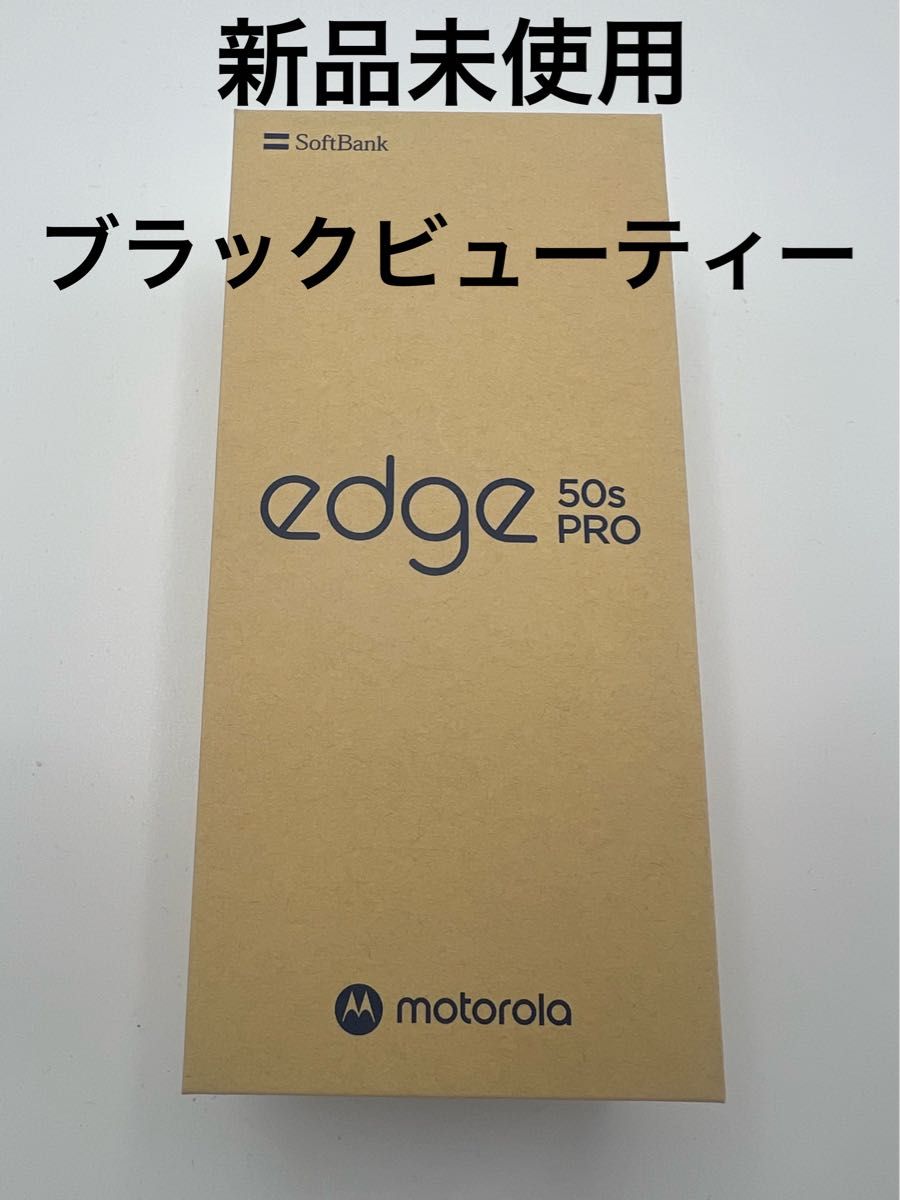 新品未使用
SoftBank
ブラックビューティー
edge 50s
PRO
motorola